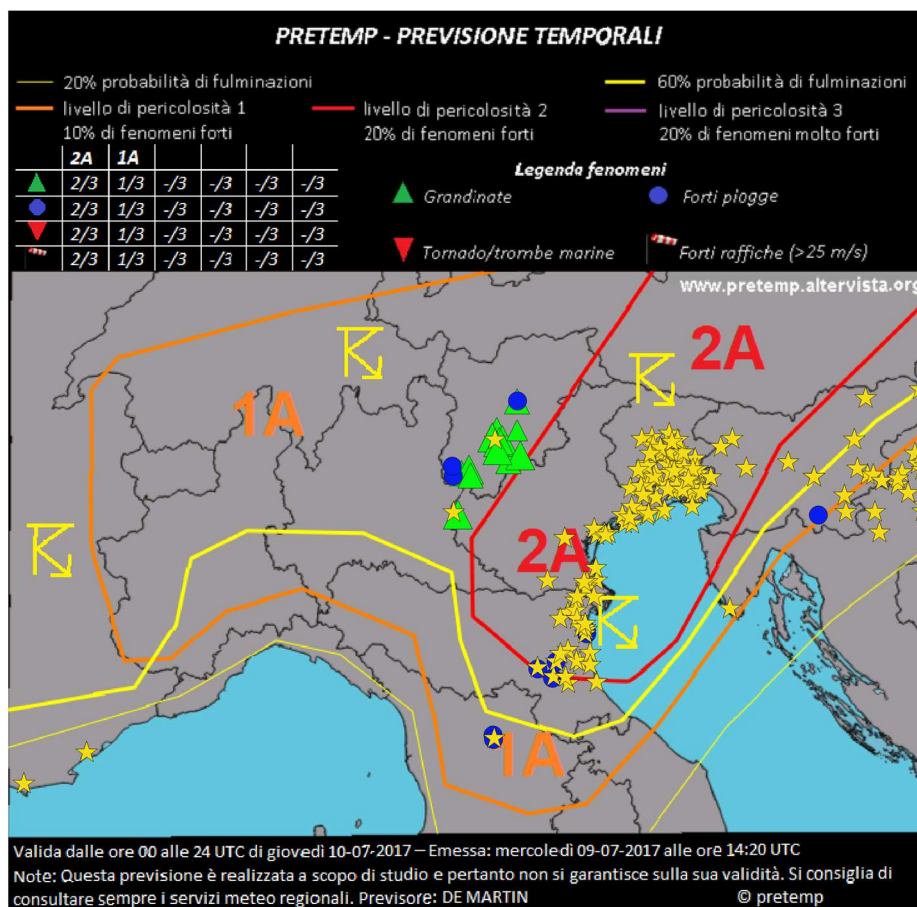 PRETEMP - PREVISIONE TEMPORALI
20% probabilità di fulminazioni
60% probabilità di fulminazioni
livello di pericolosità 1
10% di fenomeni forti
livello di pericolosità 2
20% di fenomeni forti
livello di pericolosità 3
20% di fenomeni molto forti
2A 1A
2/3 1/3 -/3 -/3 -/3 -/3
2/3 1/3 -/3 -/3 -/3 -/3
2/3 1/3 -/3 -/3 -/3 -/3
2/3 1/3 -/3 -/3 -/3 -/3
Legenda fenomeni
Grandinate
Forti piogge
Tornado/trombe marine
Forti raffiche (>25 m/s)
www.pretemp.altervista.org
2A
1A
2A
1A
Valida dalle ore 00 alle 24 UTC di giovedì 10-07-2017 – Emessa: mercoledì 09-07-2017 alle ore 14:20 UTC
Note: Questa previsione è realizzata a scopo di studio e pertanto non si garantisce sulla sua validità. Si consiglia di
consultare sempre i servizi meteo regionali. Previsore: DE MARTIN © pretemp